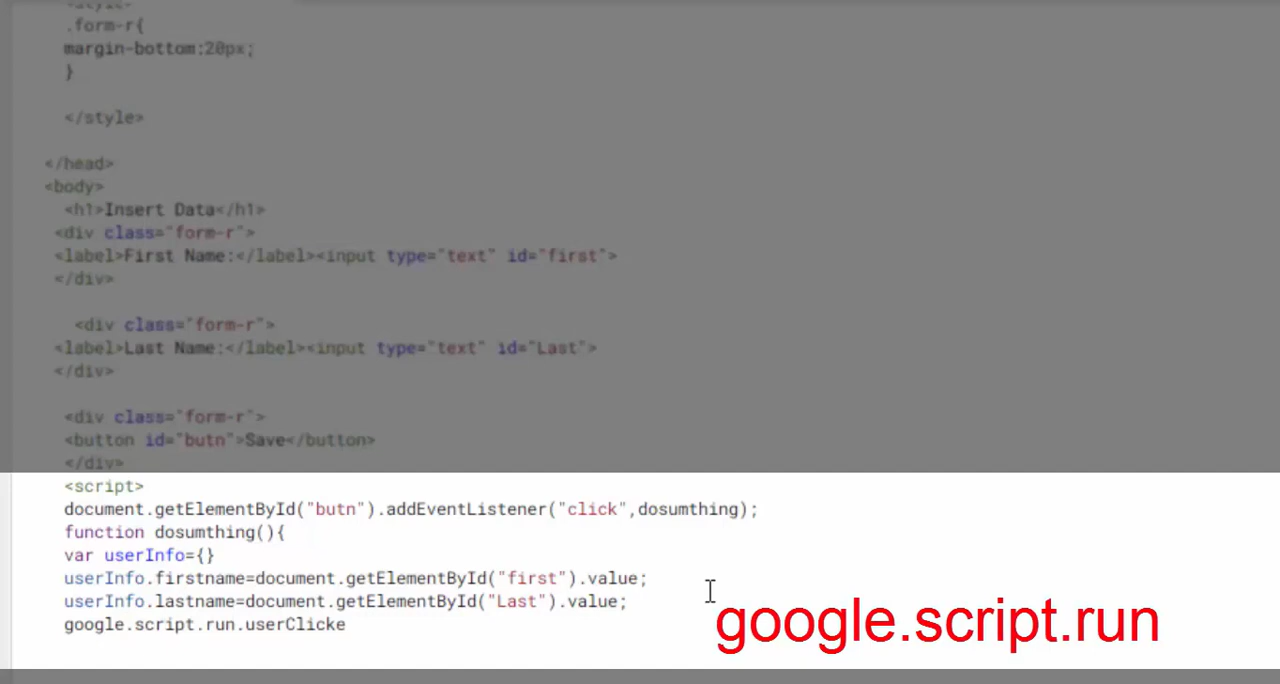 <style>
.form-r{
margin-bottom:20px;
}
</style>
</head>
<body>
<h1>Insert Data</h1>
<div class="form-r">
<label>First Name:</label><input type="text" id="first">
</div>
<div class="form-r">
<label>Last Name:</label><input type="text" id="Last">
</div>
<div class="form-r">
<button id="butn">Save</button>
</div>
<script>
document.getElementById("butn").addEventListener("click",dosumthing);
function dosumthing(){
var userInfo={}
userInfo.firstname=document.getElementById("first").value;
userInfo.lastname=document.getElementById("Last").value;
google.script.run.userClicke
google.script.run